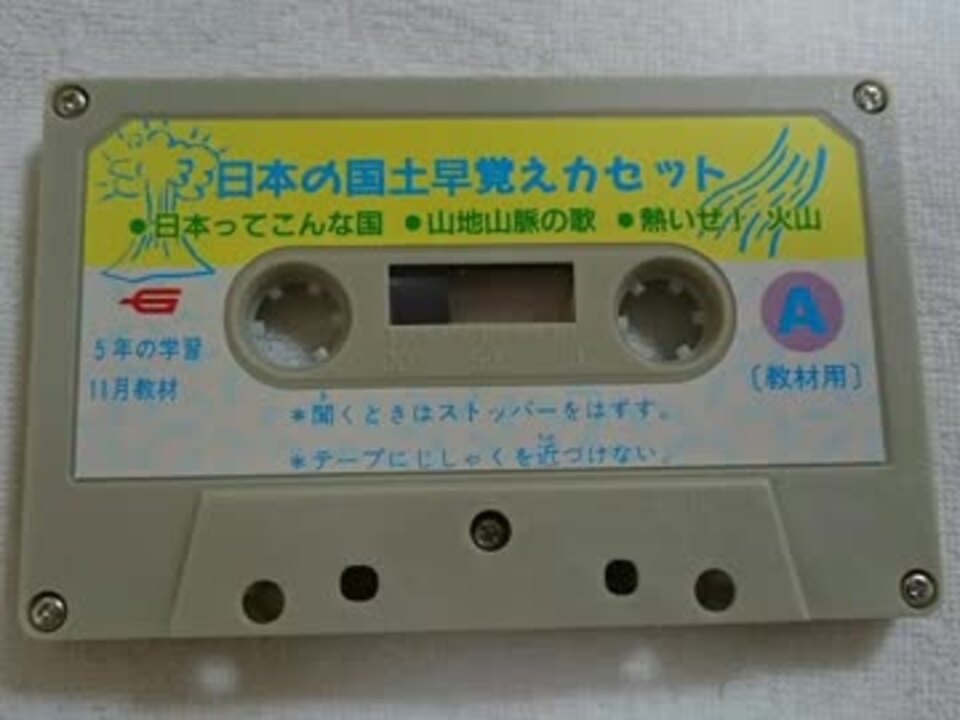 日本の国土早覚えカセット
●日本ってこんな国 ●山地山脈の歌 ●熱いぜ! 火山
G
5年の学習
11月教材
A
〔教材用〕
*聞くときはストッパーをはずす。
*テープにじしゃくを近づけない。